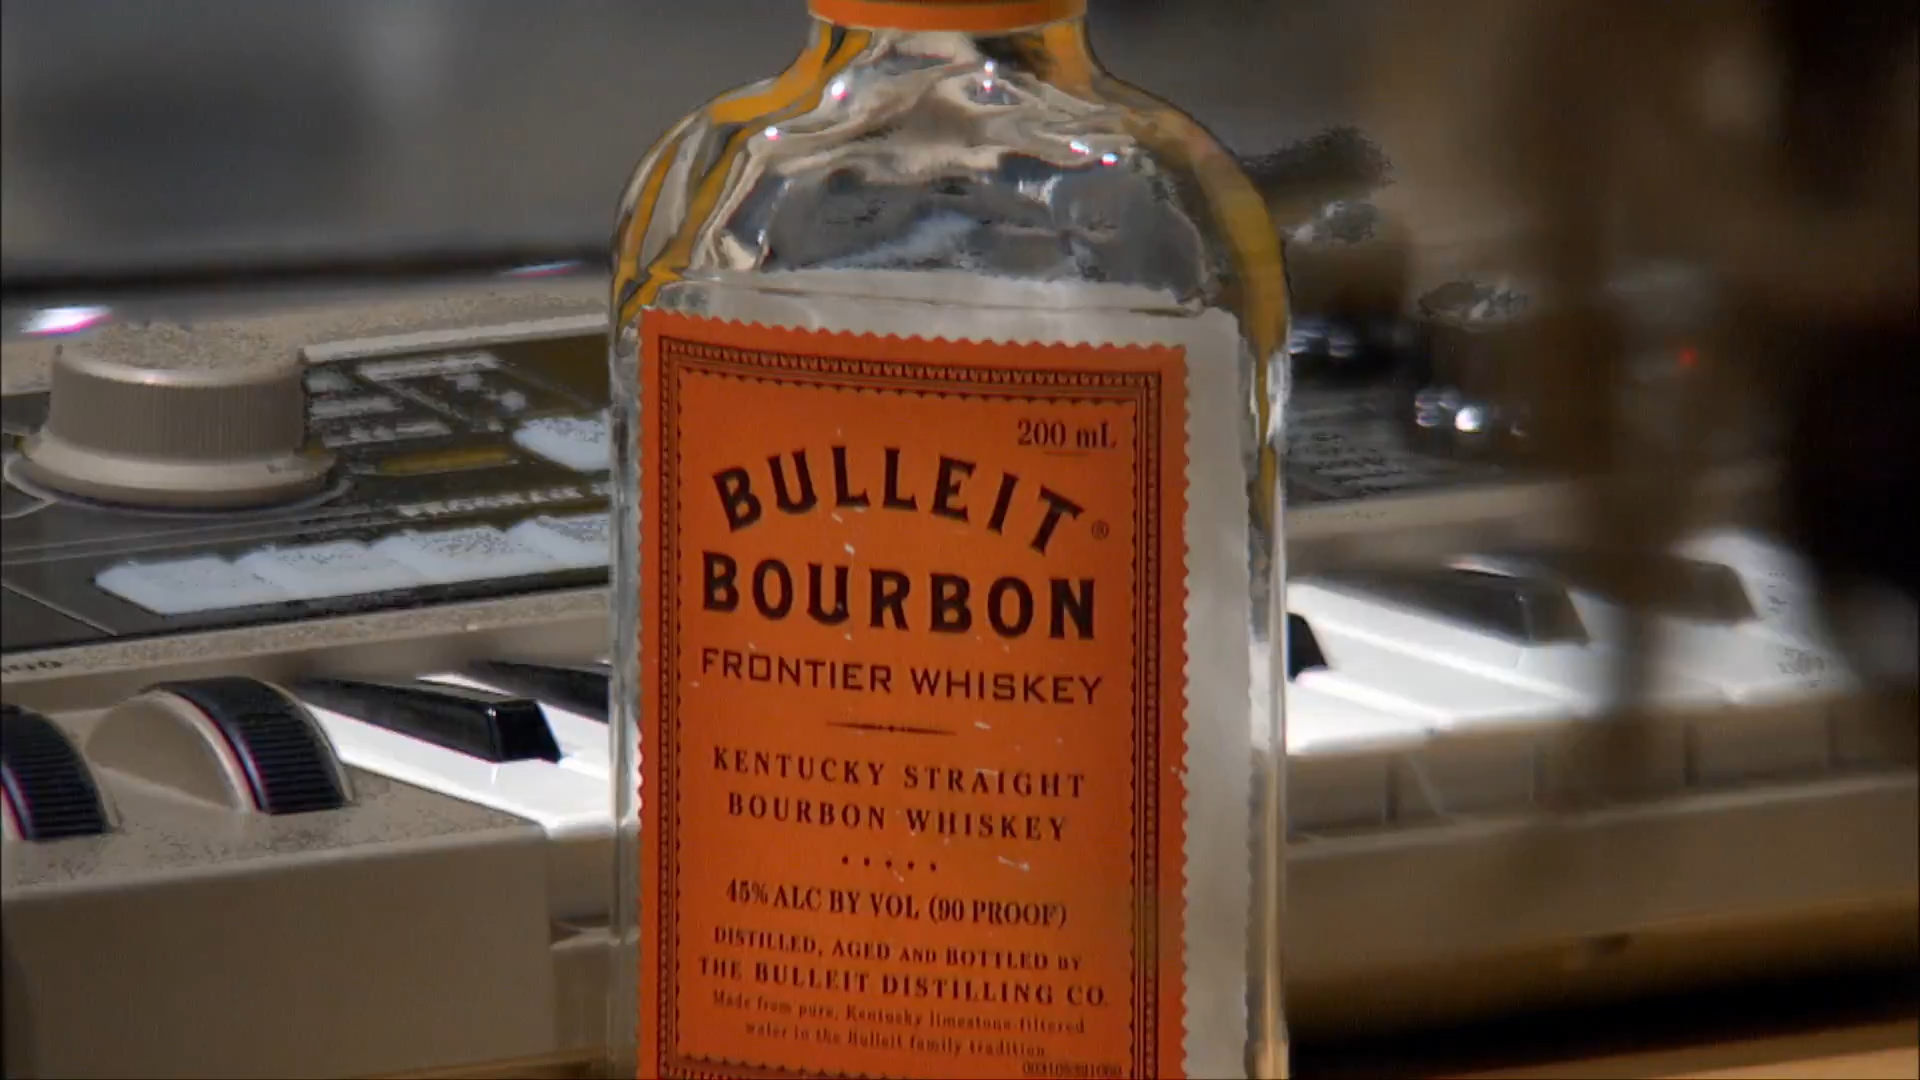 200 mL
BULLEIT®
BOURBON
FRONTIER WHISKEY
KENTUCKY STRAIGHT
BOURBON WHISKEY
45% ALC BY VOL (90 PROOF)
DISTILLED, AGED AND BOTTLED BY
THE BULLEIT DISTILLING CO.
Made from pure, Kentucky limestone-filtered
water in the Bulleit family tradition.